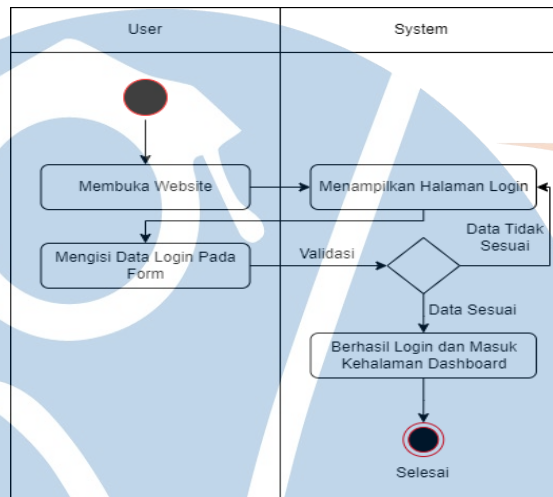 User
System
Membuka Website
Menampilkan Halaman Login
Data Tidak
Sesuai
Mengisi Data Login Pada
Form
Validasi
Data Sesuai
Berhasil Login dan Masuk
Kehalaman Dashboard
Selesai